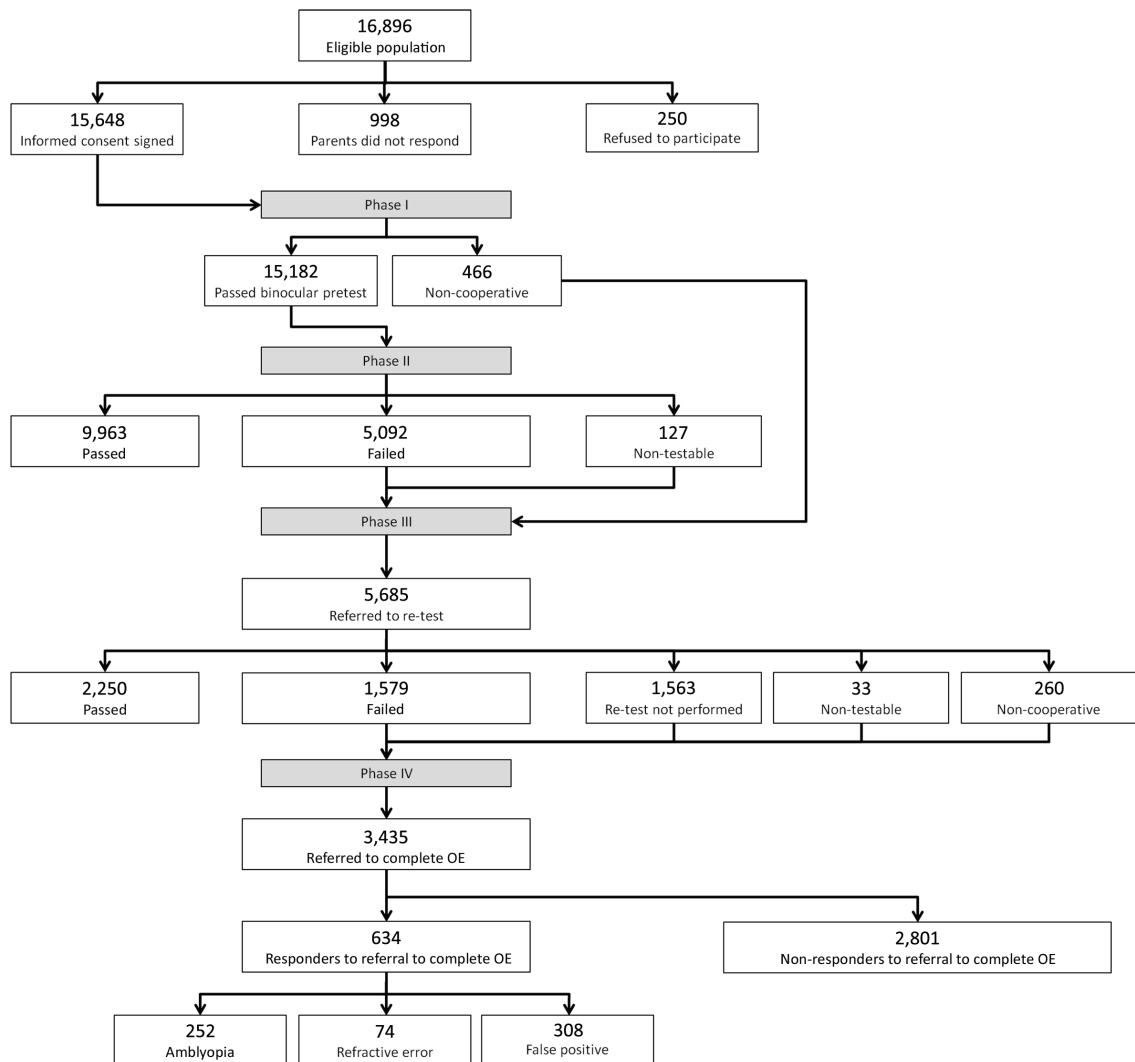 16,896
Eligible population
15,648
Informed consent signed
998
Parents did not respond
250
Refused to participate
Phase I
15,182
Passed binocular pretest
466
Non-cooperative
Phase II
9,963
Passed
5,092
Failed
127
Non-testable
Phase III
5,685
Referred to re-test
2,250
Passed
1,579
Failed
1,563
Re-test not performed
33
Non-testable
260
Non-cooperative
Phase IV
3,435
Referred to complete OE
634
Responders to referral to complete OE
2,801
Non-responders to referral to complete OE
252
Amblyopia
74
Refractive error
308
False positive